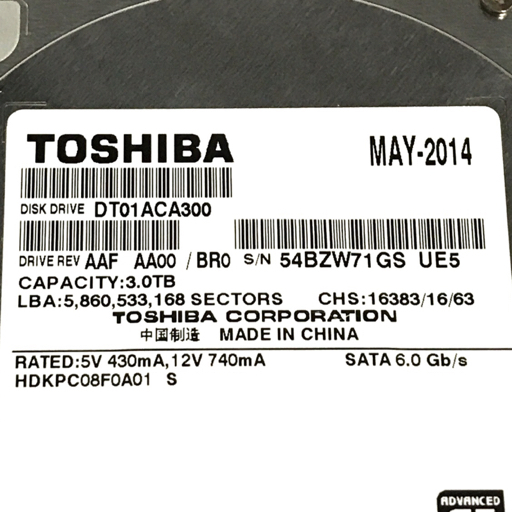 TOSHIBA MAY-2014
DISK DRIVE DT01ACA300
DRIVE REV AAF AA00 / BR0 S/N 54BZW71GS UE5
CAPACITY:3.0TB
LBA:5,860,533,168 SECTORS CHS:16383/16/63
TOSHIBA CORPORATION
中国制造 MADE IN CHINA
RATED:5V 430mA,12V 740mA SATA 6.0 Gb/s
HDKPC08F0A01 S
ADVANCED